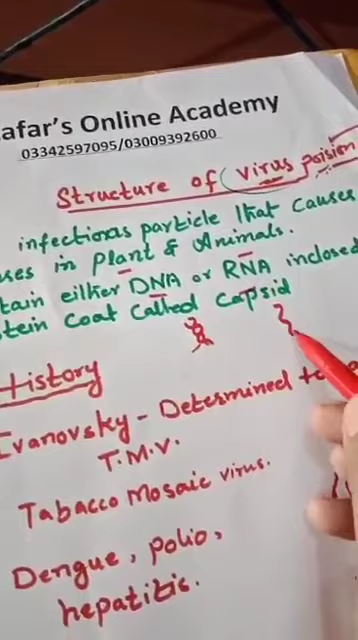 afar's Online Academy
03342597095/03009392600
Structure of (virus poision
infectious particle that causes
ses in Plant & Animals.
tain either DNA or RNA inclosed
tein coat Called Capsid
History
Ivanovsky - Determined
T.M.V.
Tabacco Mosaic virus.
Dengue, polio,
hepatitis.